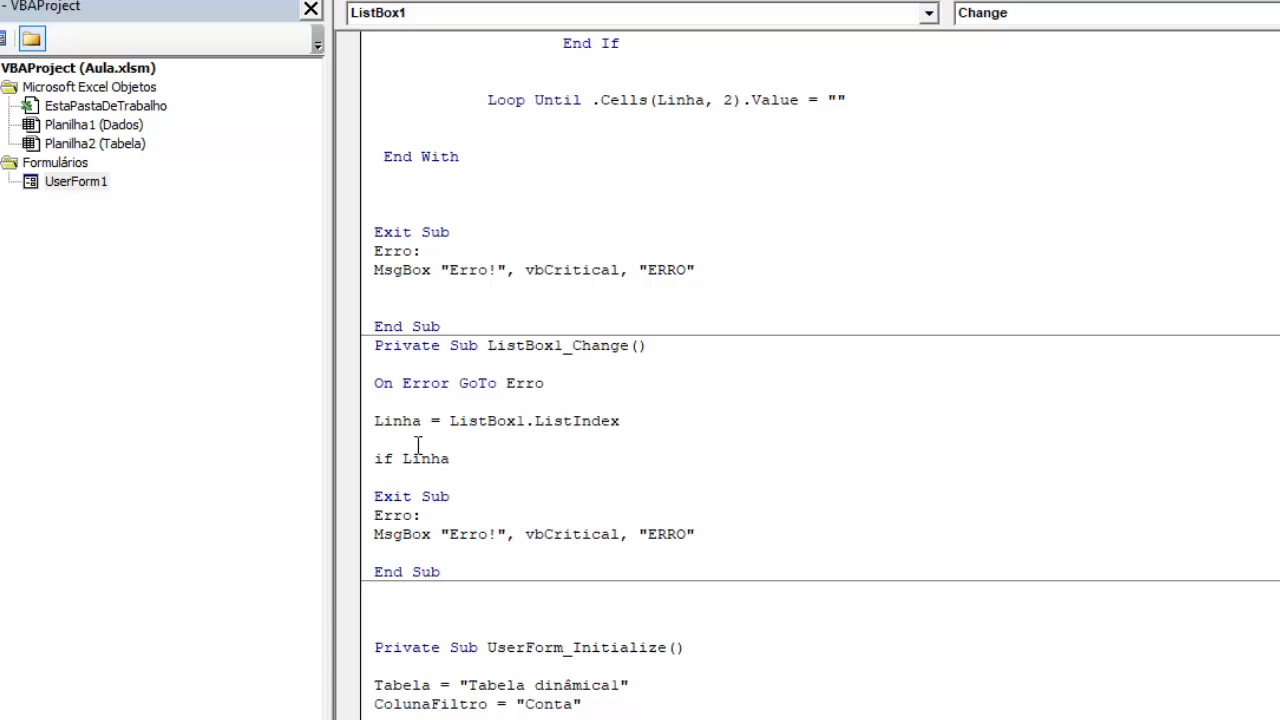 - VBAProject
VBAProject (Aula.xlsm)
Microsoft Excel Objetos
EstaPastaDeTrabalho
Planilha1 (Dados)
Planilha2 (Tabela)
Formulários
UserForm1
ListBox1
Change
End If
Loop Until .Cells(Linha, 2).Value = ""
End With
Exit Sub
Erro:
MsgBox "Erro!", vbCritical, "ERRO"
End Sub
Private Sub ListBox1_Change()
On Error GoTo Erro
Linha = ListBox1.ListIndex
if Linha
Exit Sub
Erro:
MsgBox "Erro!", vbCritical, "ERRO"
End Sub
Private Sub UserForm_Initialize()
Tabela = "Tabela dinâmica1"
ColunaFiltro = "Conta"